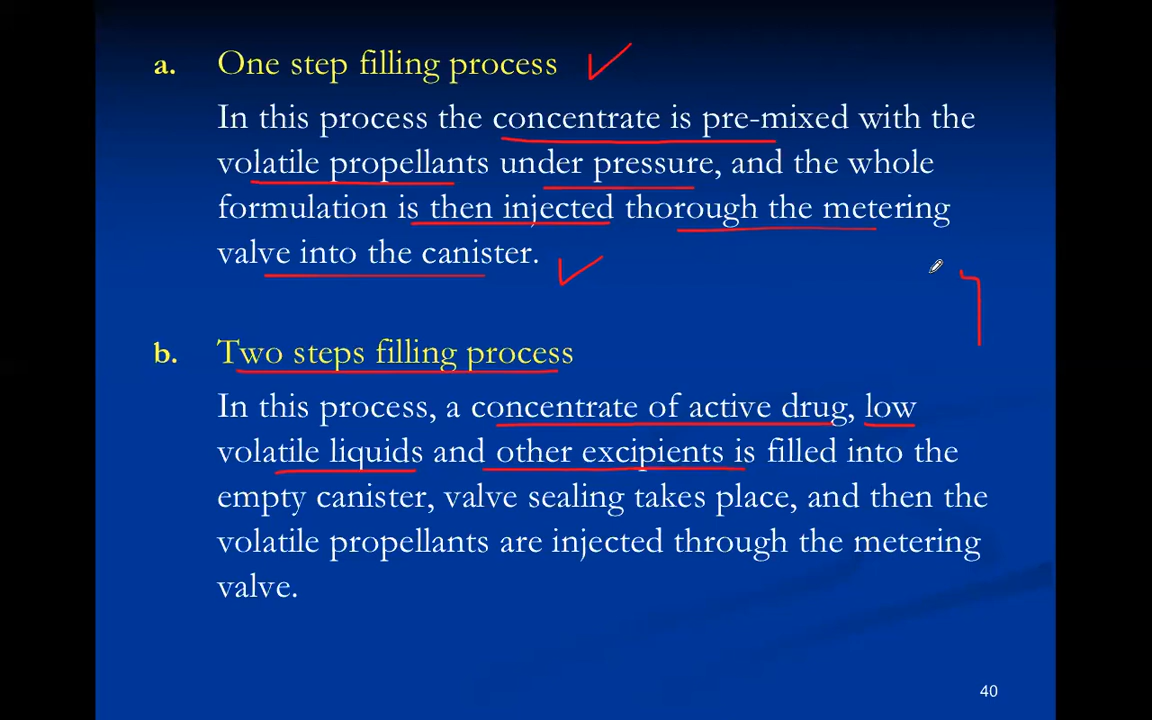 a. One step filling process
In this process the concentrate is pre-mixed with the
volatile propellants under pressure, and the whole
formulation is then injected thorough the metering
valve into the canister.
b. Two steps filling process
In this process, a concentrate of active drug, low
volatile liquids and other excipients is filled into the
empty canister, valve sealing takes place, and then the
volatile propellants are injected through the metering
valve.
40